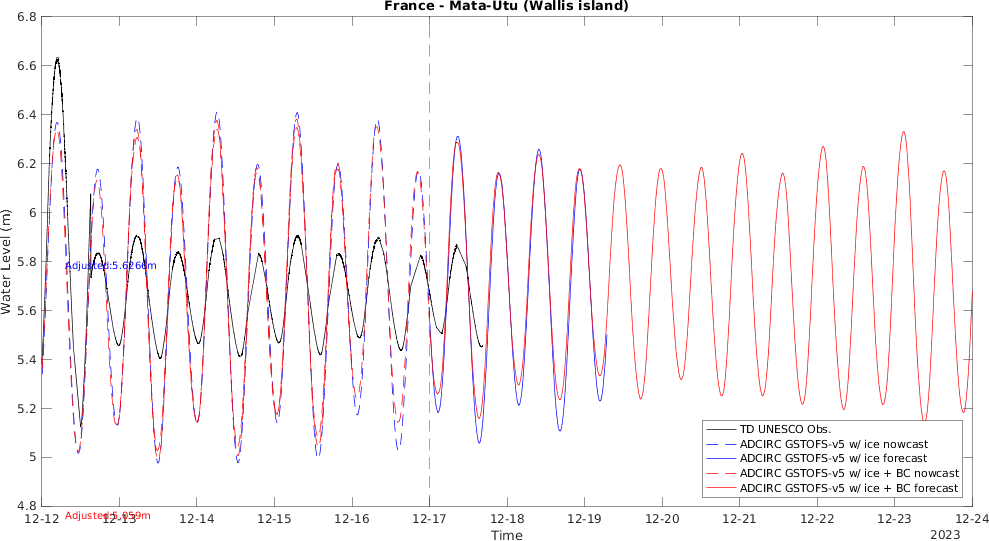 France - Mata-Utu (Wallis island)
Water Level (m)
6.8
6.6
6.4
6.2
6
5.8
5.6
5.4
5.2
5
4.8
Adjusted:5.6266m
Adjusted:5.059m
TD UNESCO Obs.
ADCIRC GSTOFS-v5 w/ ice nowcast
ADCIRC GSTOFS-v5 w/ ice forecast
ADCIRC GSTOFS-v5 w/ ice + BC nowcast
ADCIRC GSTOFS-v5 w/ ice + BC forecast
12-12 12-13 12-14 12-15 12-16 12-17 12-18 12-19 12-20 12-21 12-22 12-23 12-24
Time
2023